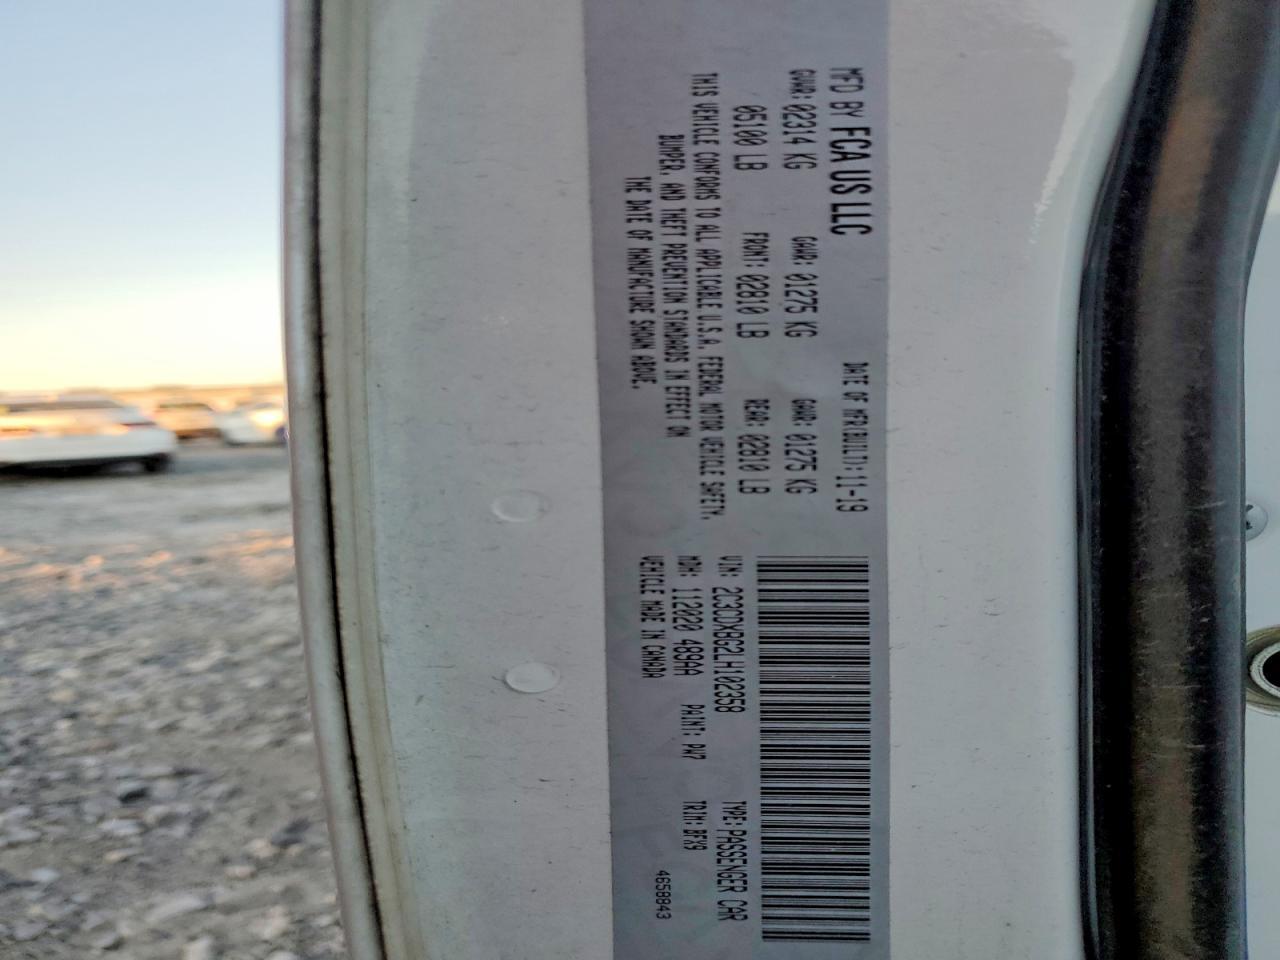 MFD BY FCA US LLC DATE OF MFR(BUILT): 11-19
GVWR: 02314 KG GAWR: 01275 KG GAWR: 01275 KG
05100 LB FRONT: 02810 LB REAR: 02810 LB
THIS VEHICLE CONFORMS TO ALL APPLICABLE U.S.A. FEDERAL MOTOR VEHICLE SAFETY,
BUMPER, AND THEFT PREVENTION STANDARDS IN EFFECT ON
THE DATE OF MANUFACTURE SHOWN ABOVE.
VIN: 2C3CDXBG2LH102358 TYPE: PASSENGER CAR
MDH: 112020 489AA PAINT: PW7 TRIM: BFX9
VEHICLE MADE IN CANADA 4658843